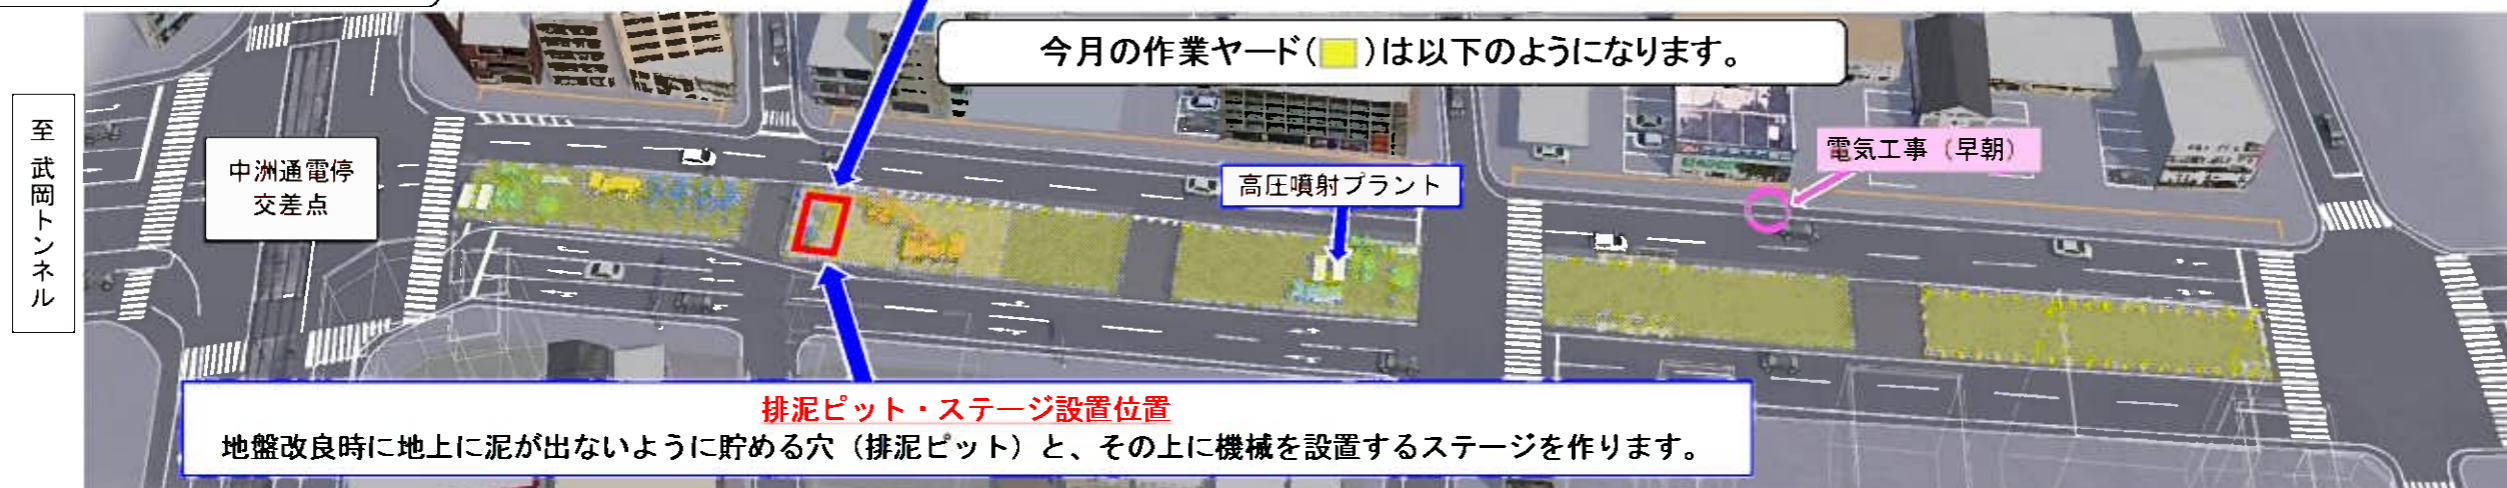 今月の作業ヤード( )は以下のようになります。
至 武岡トンネル
中洲通電停
交差点
電気工事（早朝）
高圧噴射プラント
排泥ピット・ステージ設置位置
地盤改良時に地上に泥が出ないように貯める穴（排泥ピット）と、その上に機械を設置するステージを作ります。